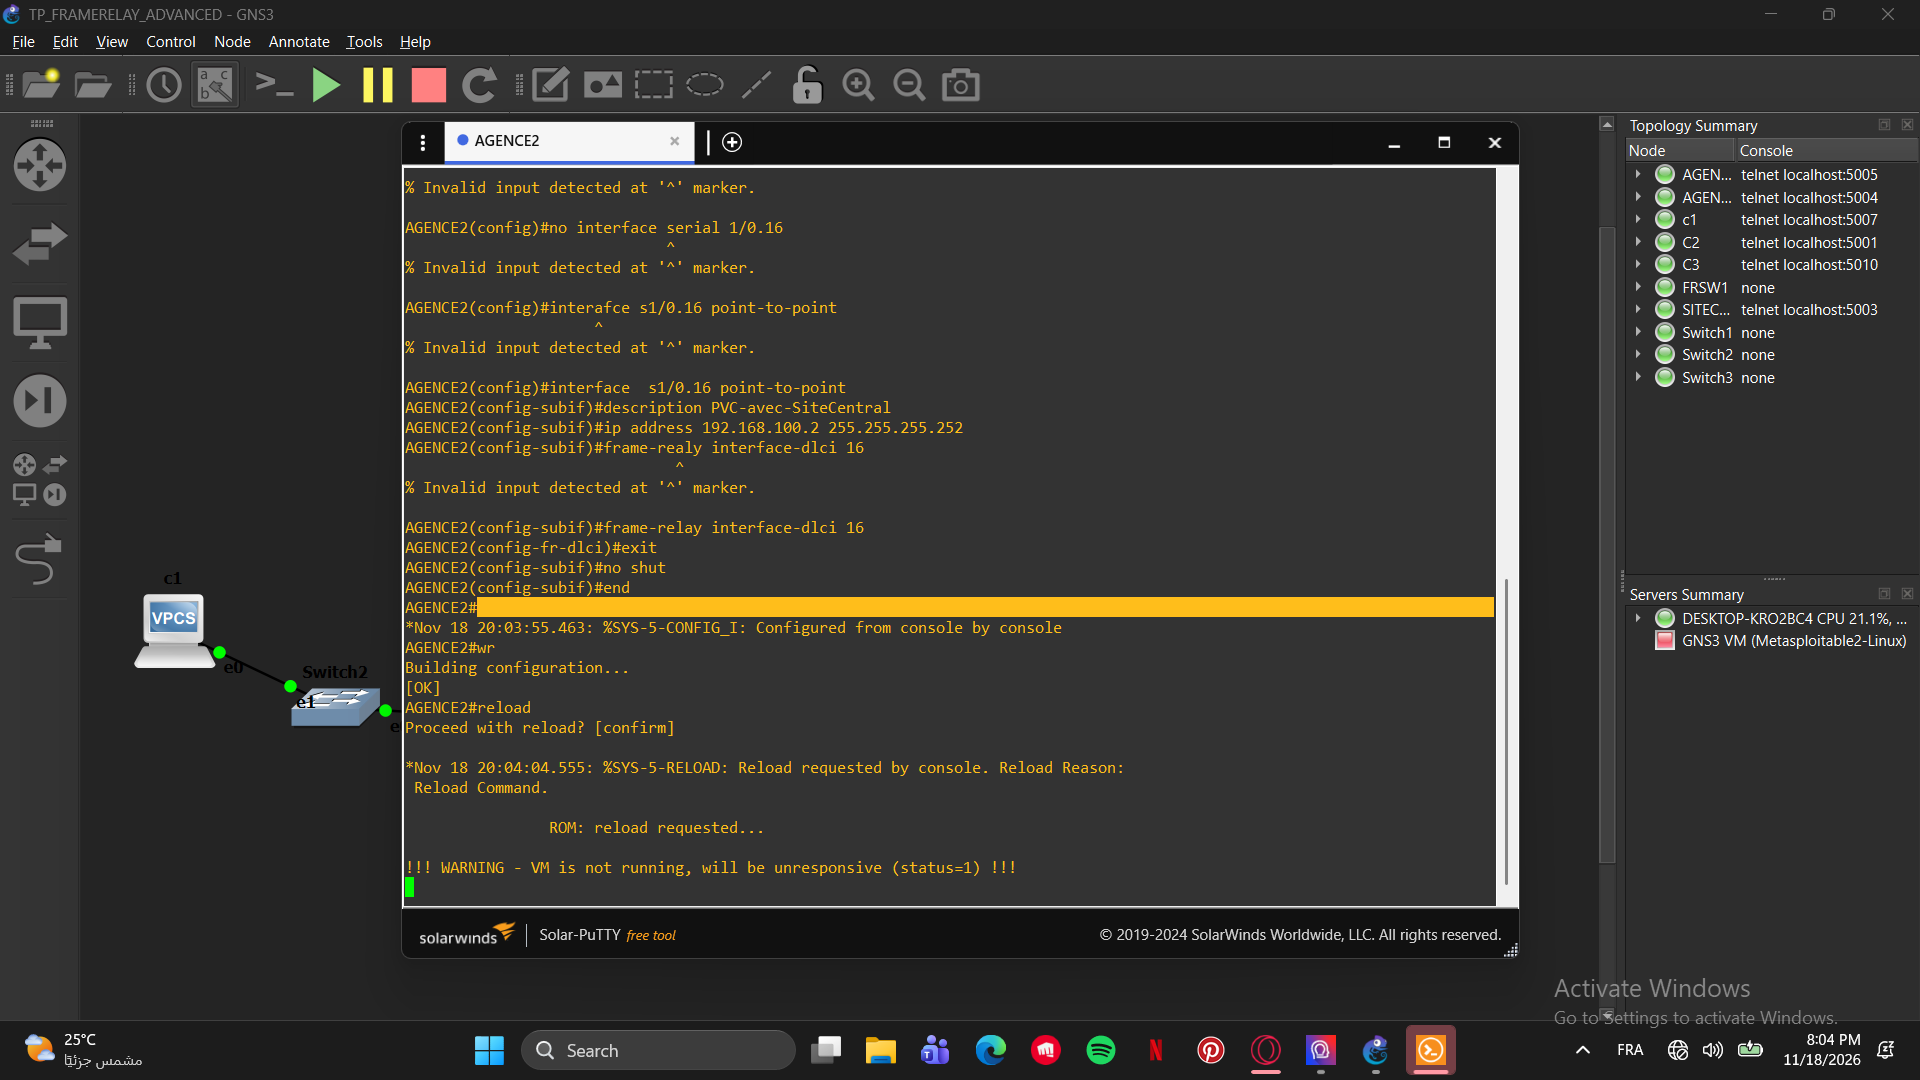 TP_FRAMERELAY_ADVANCED - GNS3
File Edit View Control Node Annotate Tools Help
AGENCE2
% Invalid input detected at '^' marker.
AGENCE2(config)#no interface serial 1/0.16
^
% Invalid input detected at '^' marker.
AGENCE2(config)#interafce s1/0.16 point-to-point
^
% Invalid input detected at '^' marker.
AGENCE2(config)#interface  s1/0.16 point-to-point
AGENCE2(config-subif)#description PVC-avec-SiteCentral
AGENCE2(config-subif)#ip address 192.168.100.2 255.255.255.252
AGENCE2(config-subif)#frame-realy interface-dlci 16
^
% Invalid input detected at '^' marker.
AGENCE2(config-subif)#frame-relay interface-dlci 16
AGENCE2(config-fr-dlci)#exit
AGENCE2(config-subif)#no shut
AGENCE2(config-subif)#end
AGENCE2#
*Nov 18 20:03:55.463: %SYS-5-CONFIG_I: Configured from console by console
AGENCE2#wr
Building configuration...
[OK]
AGENCE2#reload
Proceed with reload? [confirm]
*Nov 18 20:04:04.555: %SYS-5-RELOAD: Reload requested by console. Reload Reason:
Reload Command.
ROM: reload requested...
!!! WARNING - VM is not running, will be unresponsive (status=1) !!!
solarwinds Solar-PuTTY free tool © 2019-2024 SolarWinds Worldwide, LLC. All rights reserved.
c1
VPCS
e0
Switch2
e1
Topology Summary
Node Console
AGEN... telnet localhost:5005
AGEN... telnet localhost:5004
c1 telnet localhost:5007
C2 telnet localhost:5001
C3 telnet localhost:5010
FRSW1 none
SITEC... telnet localhost:5003
Switch1 none
Switch2 none
Switch3 none
Servers Summary
DESKTOP-KRO2BC4 CPU 21.1%, ...
GNS3 VM (Metasploitable2-Linux)
Activate Windows
Go to Settings to activate Windows.
25°C
مشمس جزئيًا
Search
FRA
8:04 PM
11/18/2026